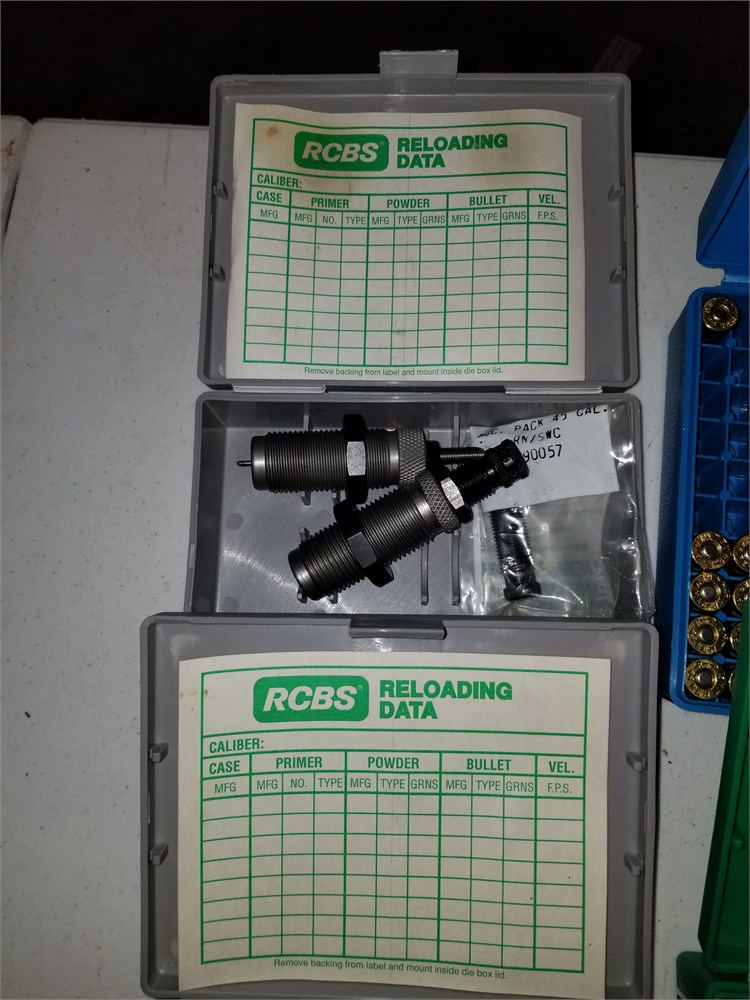 RCBS® RELOADING DATA
CALIBER:
CASE PRIMER POWDER BULLET VEL.
MFG MFG NO. TYPE MFG TYPE GRNS MFG TYPE GRNS F.P.S.
Remove backing from label and mount inside die box lid.
PACK 45 CAL.
RN/SWC
90057
RCBS® RELOADING DATA
CALIBER:
CASE PRIMER POWDER BULLET VEL.
MFG MFG NO. TYPE MFG TYPE GRNS MFG TYPE GRNS F.P.S.
Remove backing from label and mount inside die box lid.